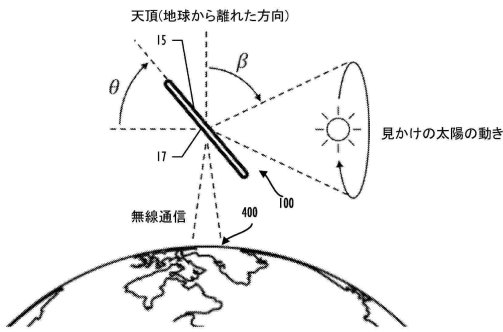 天頂(地球から離れた方向)
15
β
θ
見かけの太陽の動き
17
100
無線通信
400